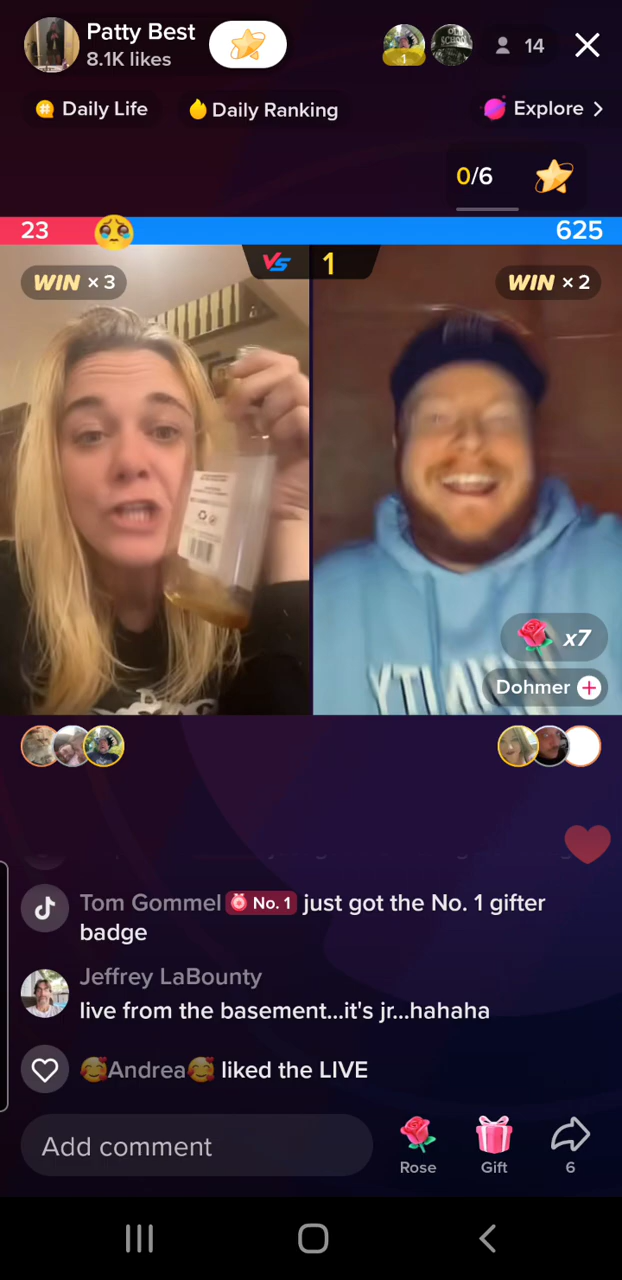 Patty Best
8.1K likes
1
14
Daily Life
Daily Ranking
Explore
0/6
23
625
WIN x 3
VS
1
WIN x 2
x7
Dohmer
Tom Gommel No. 1 just got the No. 1 gifter
badge
Jeffrey LaBounty
live from the basement...it's jr...hahaha
🥰Andrea🥰 liked the LIVE
Add comment
Rose
Gift
6